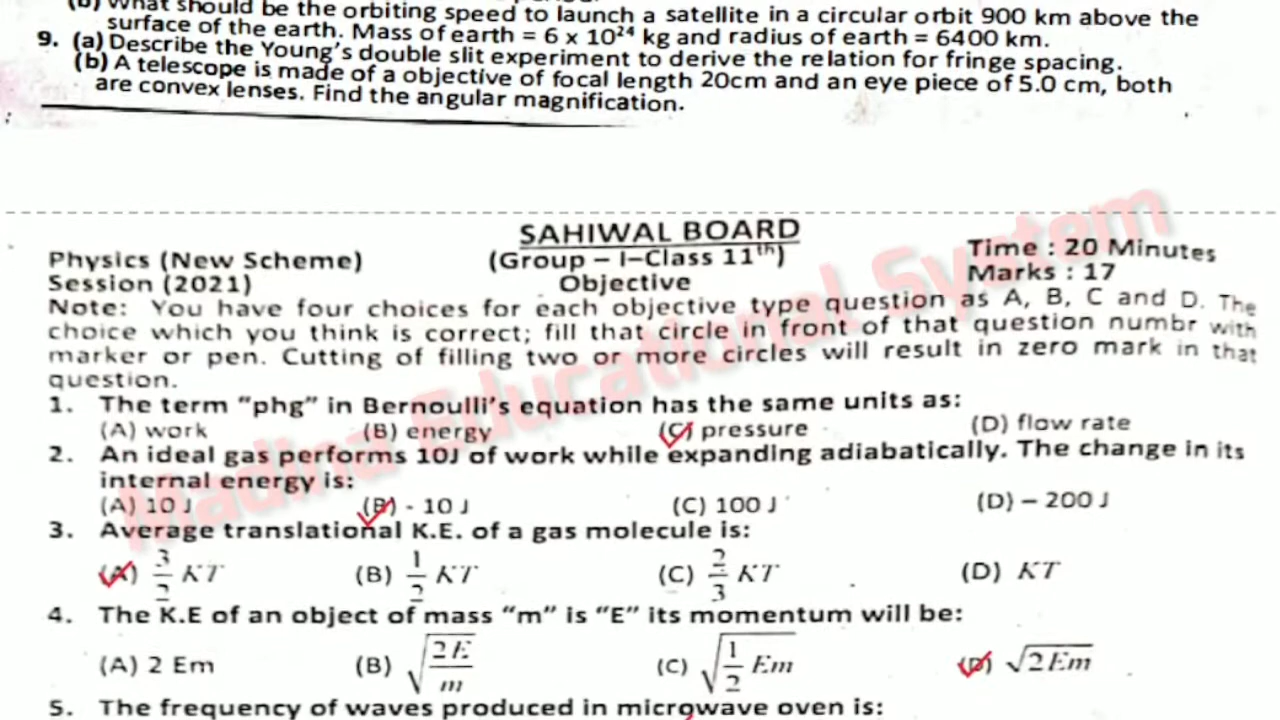 (b) What should be the orbiting speed to launch a satellite in a circular orbit 900 km above the
surface of the earth. Mass of earth = 6 x 10²⁴ kg and radius of earth = 6400 km.
9. (a) Describe the Young's double slit experiment to derive the relation for fringe spacing.
(b) A telescope is made of a objective of focal length 20cm and an eye piece of 5.0 cm, both
are convex lenses. Find the angular magnification.
SAHIWAL BOARD
Physics (New Scheme) (Group – I–Class 11th) Time : 20 Minutes
Session (2021) Objective Marks : 17
Note: You have four choices for each objective type question as A, B, C and D. The
choice which you think is correct; fill that circle in front of that question numbr with
marker or pen. Cutting of filling two or more circles will result in zero mark in that
question.
1. The term "phg" in Bernoulli's equation has the same units as:
(A) work (B) energy (C) pressure (D) flow rate
2. An ideal gas performs 10J of work while expanding adiabatically. The change in its
internal energy is:
(A) 10 J (B) - 10 J (C) 100 J (D) – 200 J
3. Average translational K.E. of a gas molecule is:
(A) 3/2 KT (B) 1/2 KT (C) 2/3 KT (D) KT
4. The K.E of an object of mass "m" is "E" its momentum will be:
(A) 2 Em (B) √(2E/m) (C) √(1/2 Em) (D) √2Em
5. The frequency of waves produced in microwave oven is:
Madina Educational System